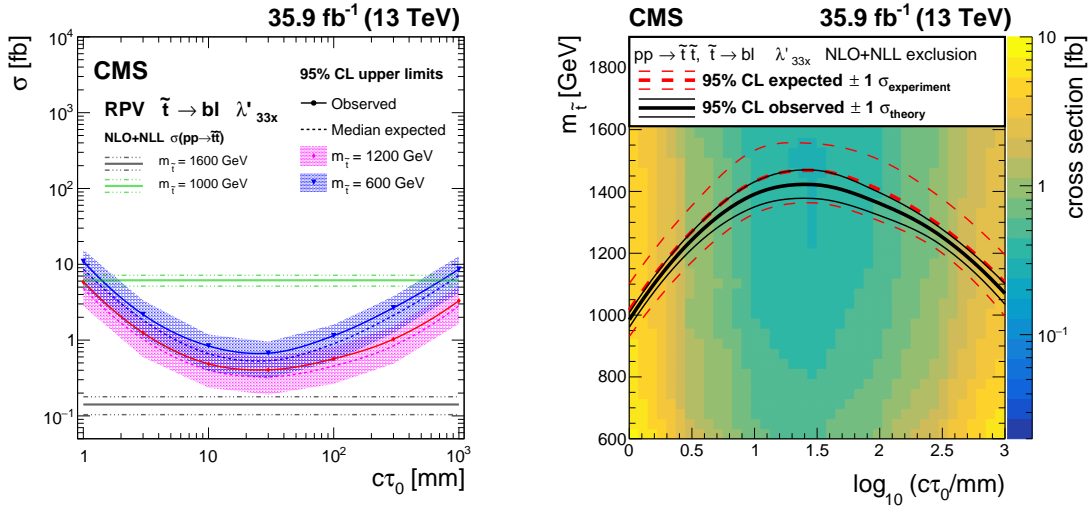 35.9 fb⁻¹ (13 TeV)
σ [fb]
10⁴
10³
10²
10
1
10⁻¹
CMS
RPV t̃ → bl λ'₃₃ₓ
NLO+NLL σ(pp→t̃t̃)
m_t̃ = 1600 GeV
m_t̃ = 1000 GeV
95% CL upper limits
Observed
Median expected
m_t̃ = 1200 GeV
m_t̃ = 600 GeV
1 10 10² 10³
cτ₀ [mm]
CMS 35.9 fb⁻¹ (13 TeV)
m_t̃ [GeV]
1800
1600
1400
1200
1000
800
600
pp → t̃ t̃, t̃ → bl λ'₃₃ₓ NLO+NLL exclusion
95% CL expected ± 1 σ_experiment
95% CL observed ± 1 σ_theory
0.0 0.5 1 1.5 2 2.5 3
log₁₀ (cτ₀/mm)
10
1
10⁻¹
cross section [fb]